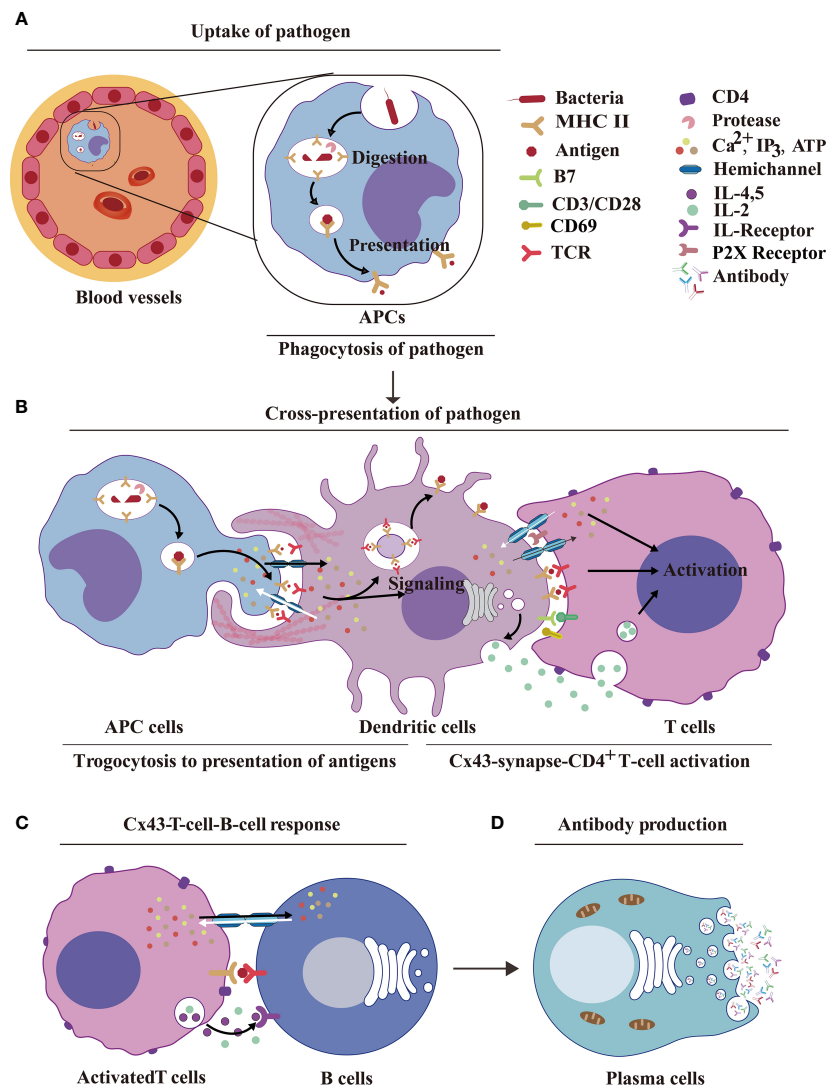 A
Uptake of pathogen
Digestion
Presentation
Blood vessels
APCs
Phagocytosis of pathogen
Bacteria
MHC II
Antigen
B7
CD3/CD28
CD69
TCR
CD4
Protease
Ca2+, IP3, ATP
Hemichannel
IL-4,5
IL-2
IL-Receptor
P2X Receptor
Antibody
B
Cross-presentation of pathogen
Signaling
Activation
APC cells
Dendritic cells
T cells
Trogocytosis to presentation of antigens
Cx43-synapse-CD4+ T-cell activation
C
Cx43-T-cell-B-cell response
ActivatedT cells
B cells
D
Antibody production
Plasma cells